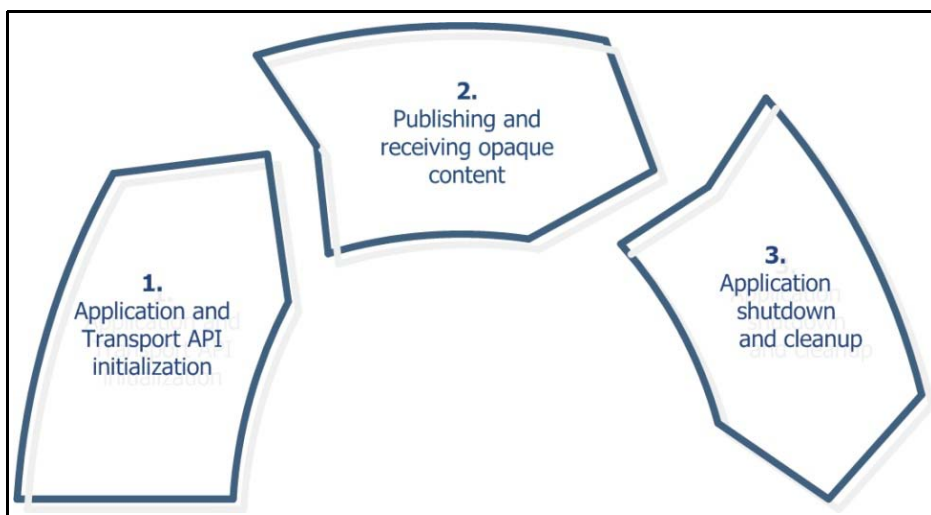 1.
Application and
Transport API
initialization
2.
Publishing and
receiving opaque
content
3.
Application
shutdown
and cleanup